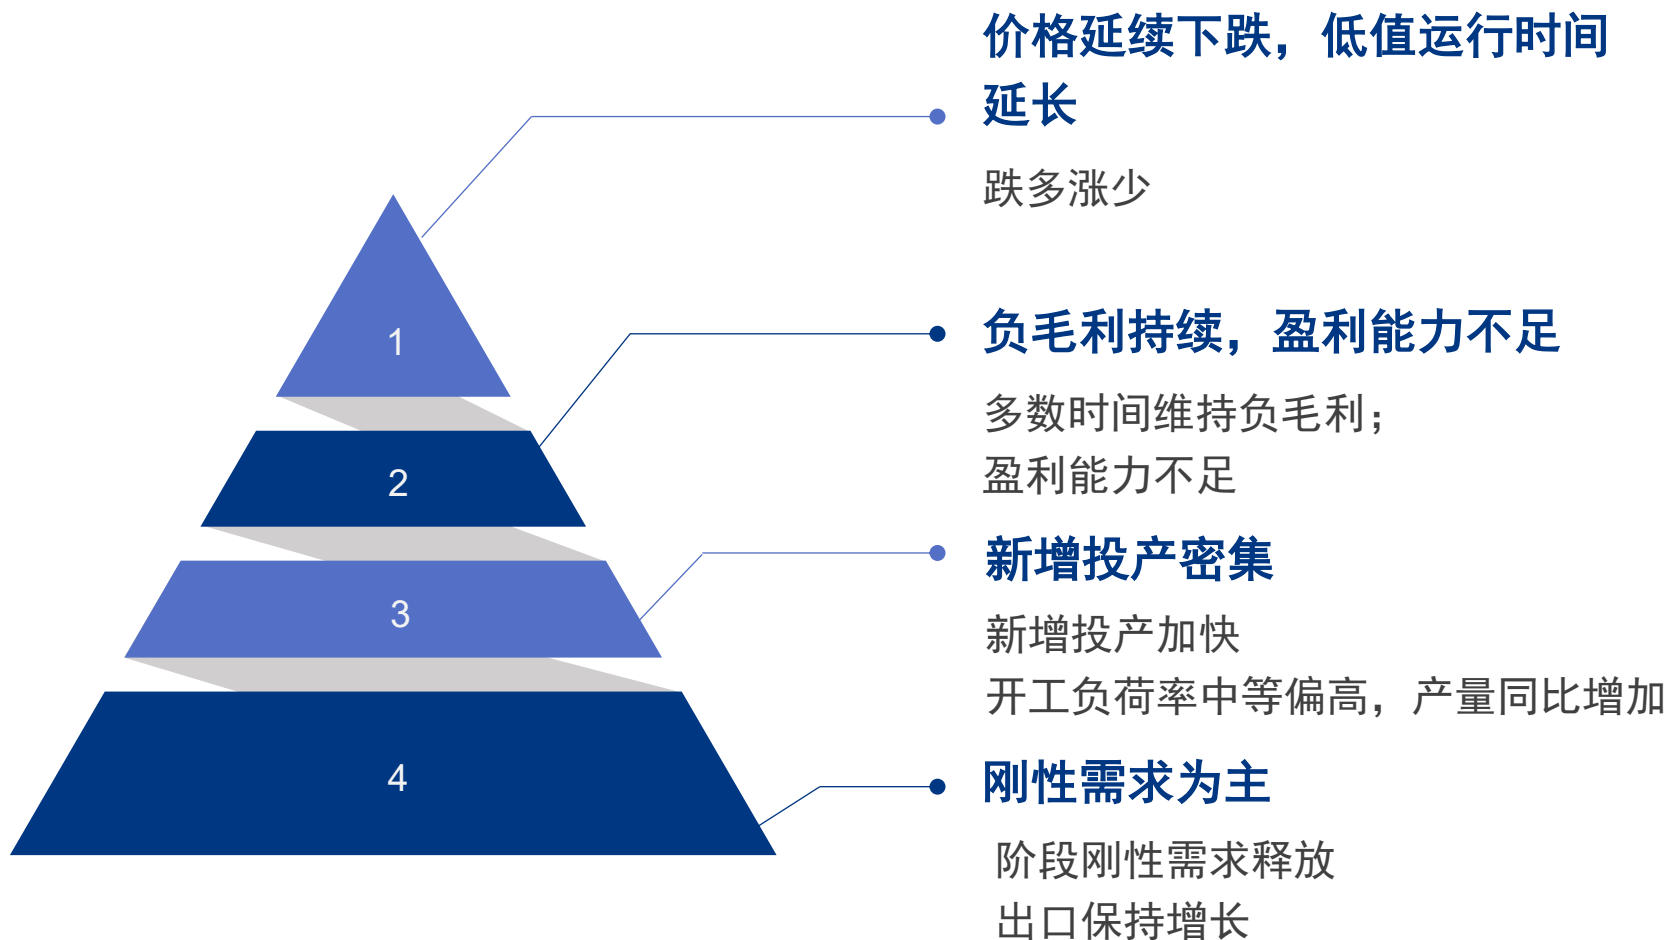 价格延续下跌，低值运行时间
延长
跌多涨少
1
负毛利持续，盈利能力不足
多数时间维持负毛利；
盈利能力不足
2
新增投产密集
新增投产加快
开工负荷率中等偏高，产量同比增加
3
刚性需求为主
阶段刚性需求释放
出口保持增长
4